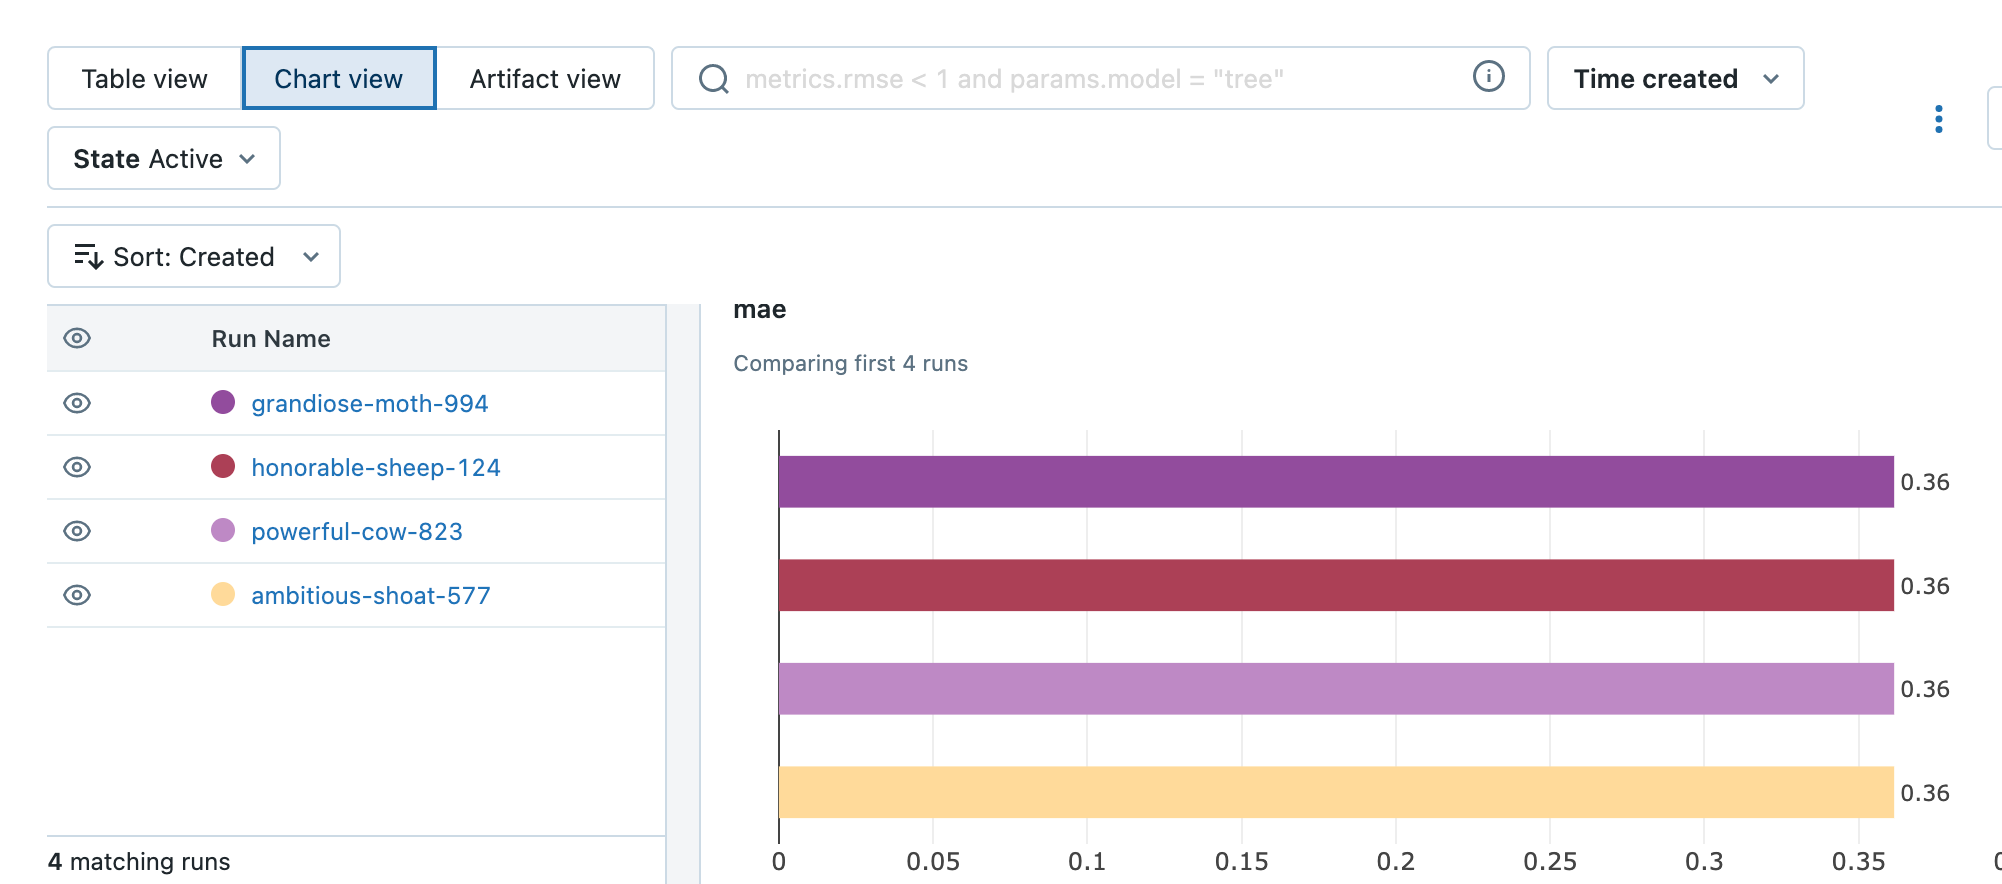 Table view
Chart view
Artifact view
metrics.rmse < 1 and params.model = "tree"
Time created
State Active
Sort: Created
Run Name
grandiose-moth-994
honorable-sheep-124
powerful-cow-823
ambitious-shoat-577
4 matching runs
mae
Comparing first 4 runs
0.36
0.36
0.36
0.36
0 0.05 0.1 0.15 0.2 0.25 0.3 0.35